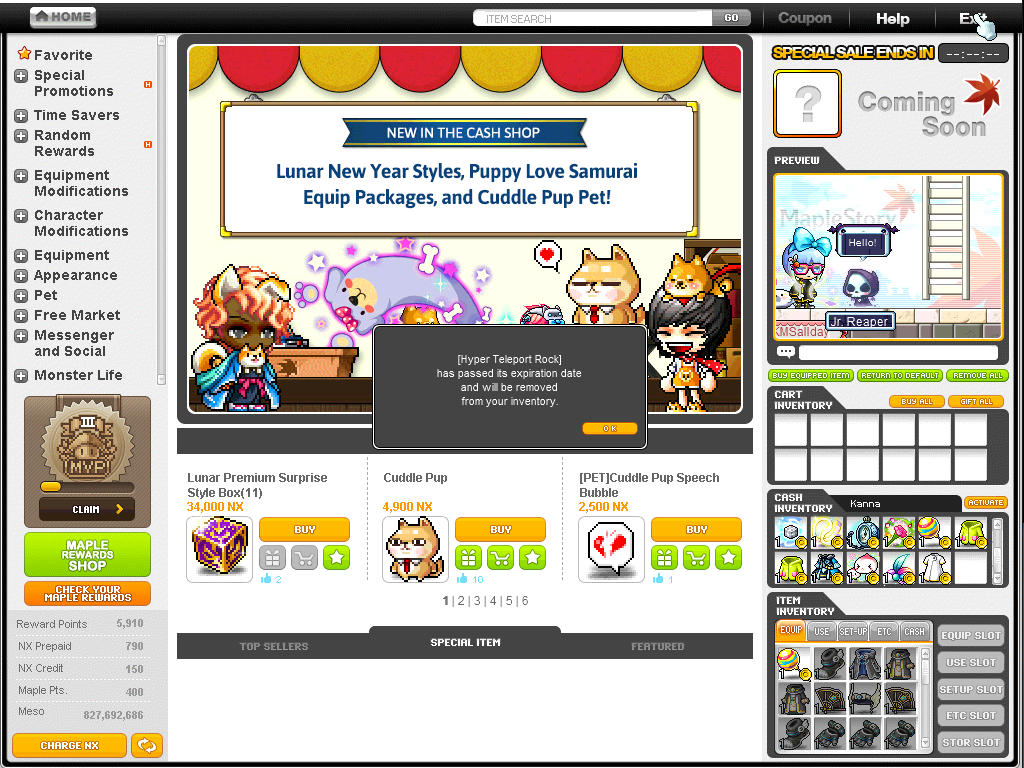 HOME
ITEM SEARCH
GO
Coupon
Help
Favorite
Special
Promotions
Time Savers
Random
Rewards
Equipment
Modifications
Character
Modifications
Equipment
Appearance
Pet
Free Market
Messenger
and Social
Monster Life
III
MVP
CLAIM
MAPLE
REWARDS
SHOP
CHECK YOUR
MAPLE REWARDS
Reward Points 5,910
NX Prepaid 790
NX Credit 150
Maple Pts. 400
Meso 827,692,686
CHARGE NX
NEW IN THE CASH SHOP
Lunar New Year Styles, Puppy Love Samurai
Equip Packages, and Cuddle Pup Pet!
[Hyper Teleport Rock]
has passed its expiration date
and will be removed
from your inventory.
OK
Lunar Premium Surprise
Style Box(11)
34,000 NX
BUY
2
Cuddle Pup
4,900 NX
BUY
10
[PET]Cuddle Pup Speech
Bubble
2,500 NX
BUY
1
1 | 2 | 3 | 4 | 5 | 6
TOP SELLERS
SPECIAL ITEM
FEATURED
SPECIAL SALE ENDS IN --:--:--
?
Coming
Soon
PREVIEW
MapleStory
Hello!
Jr. Reaper
BUY EQUIPPED ITEM
RETURN TO DEFAULT
REMOVE ALL
CART
INVENTORY
BUY ALL
GIFT ALL
CASH
INVENTORY
Kanna
ACTIVATE
ITEM
INVENTORY
EQUIP
USE
SET-UP
ETC
CASH
EQUIP SLOT
USE SLOT
SETUP SLOT
ETC SLOT
STOR SLOT